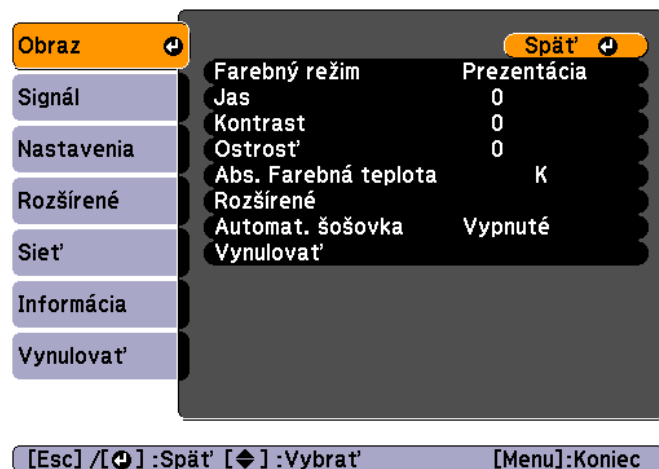 Obraz
Signál
Nastavenia
Rozšírené
Sieť
Informácia
Vynulovať
Späť
Farebný režim Prezentácia
Jas 0
Kontrast 0
Ostrosť 0
Abs. Farebná teplota K
Rozšírené
Automat. šošovka Vypnuté
Vynulovať
[Esc] /[ ] :Späť [ ] :Vybrať [Menu]:Koniec